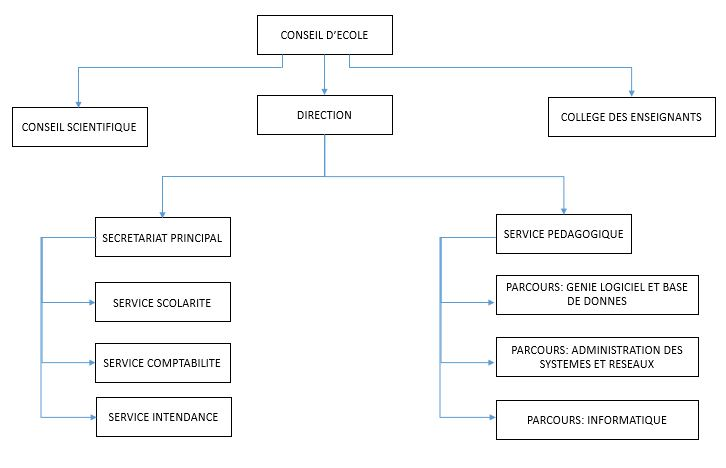 CONSEIL D'ECOLE
CONSEIL SCIENTIFIQUE
DIRECTION
COLLEGE DES ENSEIGNANTS
SECRETARIAT PRINCIPAL
SERVICE SCOLARITE
SERVICE COMPTABILITE
SERVICE INTENDANCE
SERVICE PEDAGOGIQUE
PARCOURS: GENIE LOGICIEL ET BASE
DE DONNES
PARCOURS: ADMINISTRATION DES
SYSTEMES ET RESEAUX
PARCOURS: INFORMATIQUE